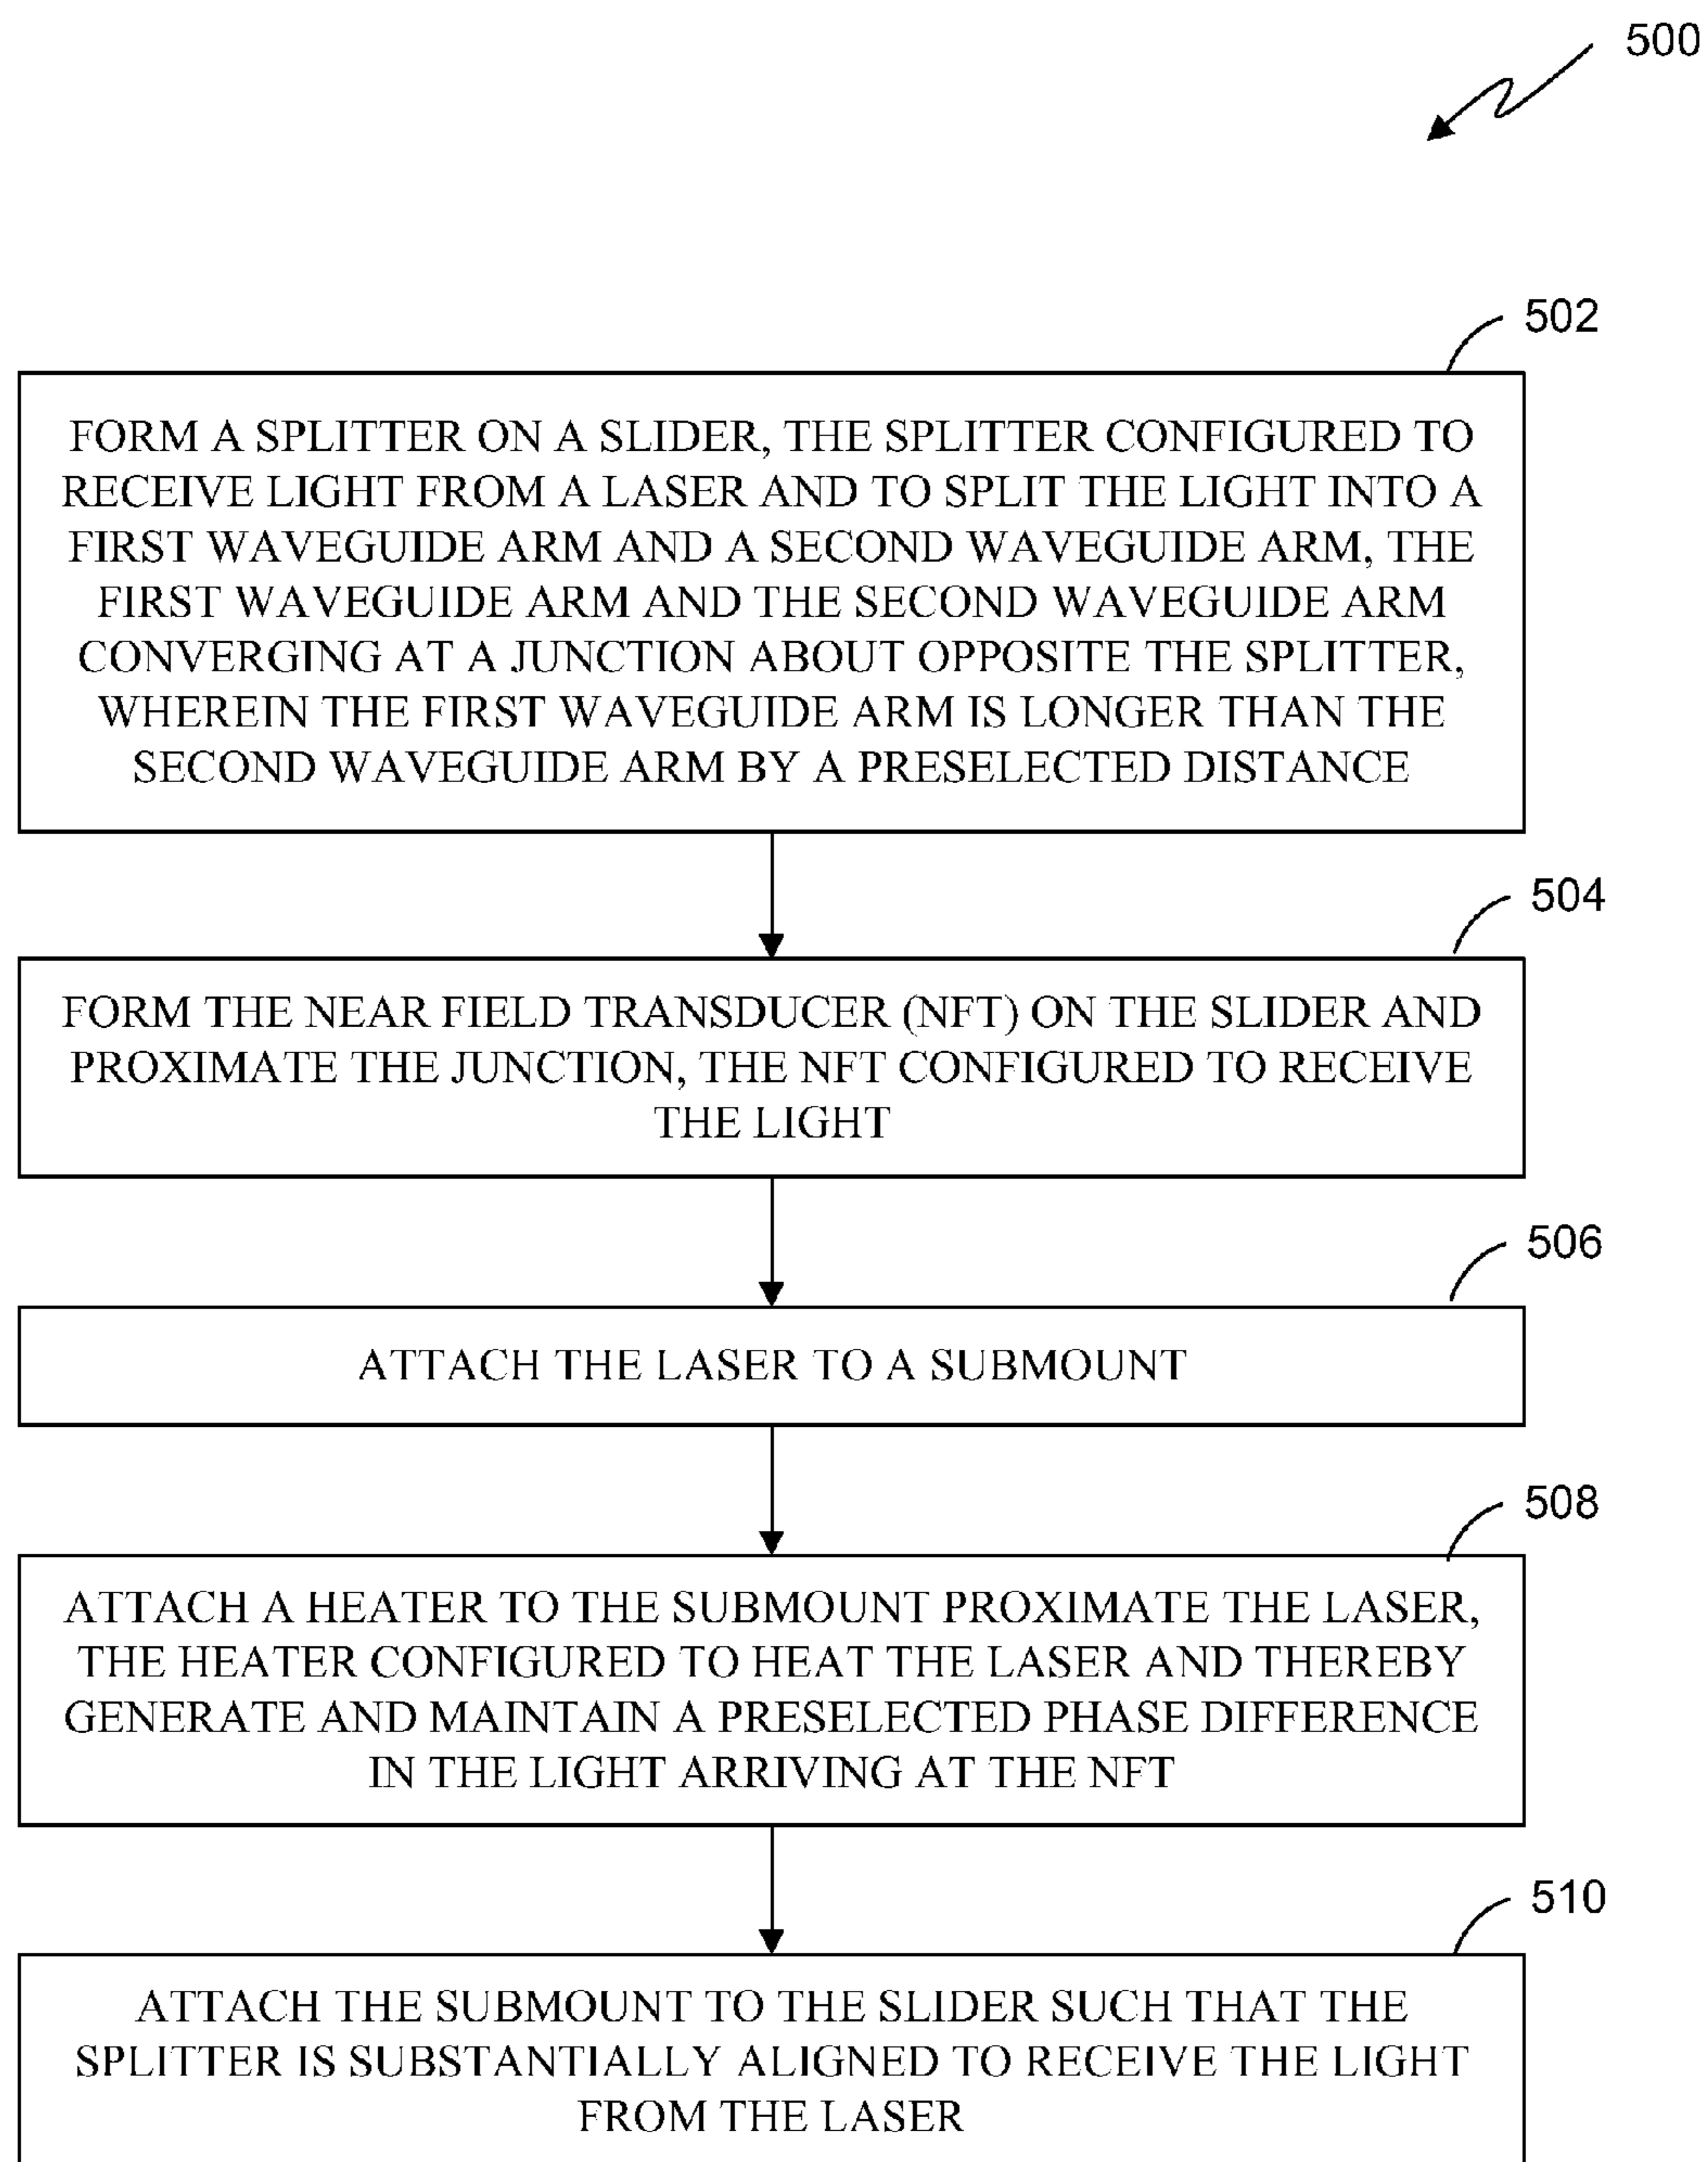 500
502
FORM A SPLITTER ON A SLIDER, THE SPLITTER CONFIGURED TO
RECEIVE LIGHT FROM A LASER AND TO SPLIT THE LIGHT INTO A
FIRST WAVEGUIDE ARM AND A SECOND WAVEGUIDE ARM, THE
FIRST WAVEGUIDE ARM AND THE SECOND WAVEGUIDE ARM
CONVERGING AT A JUNCTION ABOUT OPPOSITE THE SPLITTER,
WHEREIN THE FIRST WAVEGUIDE ARM IS LONGER THAN THE
SECOND WAVEGUIDE ARM BY A PRESELECTED DISTANCE
504
FORM THE NEAR FIELD TRANSDUCER (NFT) ON THE SLIDER AND
PROXIMATE THE JUNCTION, THE NFT CONFIGURED TO RECEIVE
THE LIGHT
506
ATTACH THE LASER TO A SUBMOUNT
508
ATTACH A HEATER TO THE SUBMOUNT PROXIMATE THE LASER,
THE HEATER CONFIGURED TO HEAT THE LASER AND THEREBY
GENERATE AND MAINTAIN A PRESELECTED PHASE DIFFERENCE
IN THE LIGHT ARRIVING AT THE NFT
510
ATTACH THE SUBMOUNT TO THE SLIDER SUCH THAT THE
SPLITTER IS SUBSTANTIALLY ALIGNED TO RECEIVE THE LIGHT
FROM THE LASER